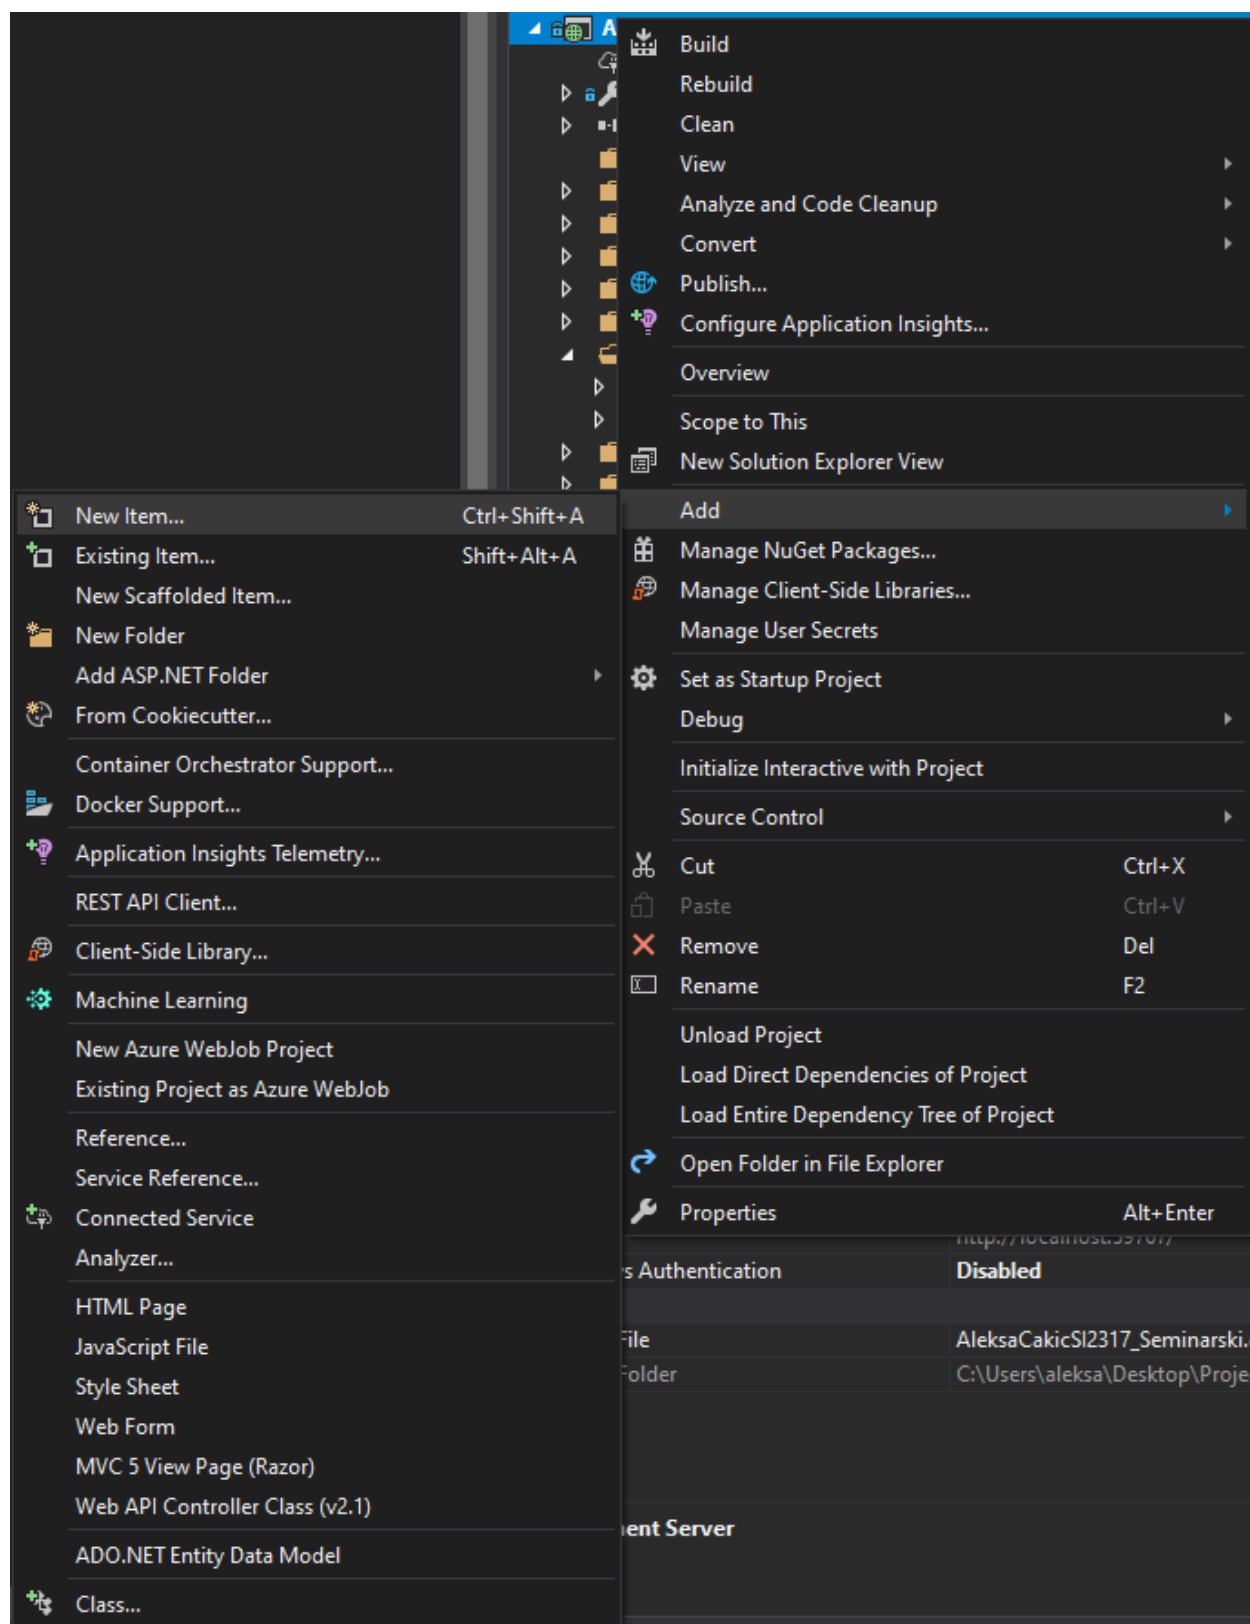 A
Build
Rebuild
Clean
View
Analyze and Code Cleanup
Convert
Publish...
Configure Application Insights...
Overview
Scope to This
New Solution Explorer View
Add
Manage NuGet Packages...
Manage Client-Side Libraries...
Manage User Secrets
Set as Startup Project
Debug
Initialize Interactive with Project
Source Control
Cut Ctrl+X
Paste Ctrl+V
Remove Del
Rename F2
Unload Project
Load Direct Dependencies of Project
Load Entire Dependency Tree of Project
Open Folder in File Explorer
Properties Alt+Enter
New Item... Ctrl+Shift+A
Existing Item... Shift+Alt+A
New Scaffolded Item...
New Folder
Add ASP.NET Folder
From Cookiecutter...
Container Orchestrator Support...
Docker Support...
Application Insights Telemetry...
REST API Client...
Client-Side Library...
Machine Learning
New Azure WebJob Project
Existing Project as Azure WebJob
Reference...
Service Reference...
Connected Service
Analyzer...
HTML Page
JavaScript File
Style Sheet
Web Form
MVC 5 View Page (Razor)
Web API Controller Class (v2.1)
ADO.NET Entity Data Model
Class...
s Authentication Disabled
File AleksaCakicSI2317_Seminarski.
Folder C:\Users\aleksa\Desktop\Proje
ent Server